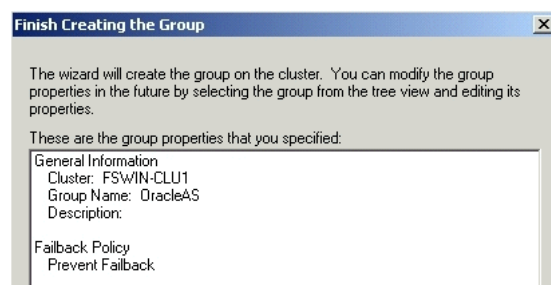 Finish Creating the Group
The wizard will create the group on the cluster. You can modify the group
properties in the future by selecting the group from the tree view and editing its
properties.
These are the group properties that you specified:
General Information
Cluster: FSWIN-CLU1
Group Name: OracleAS
Description:
Failback Policy
Prevent Failback